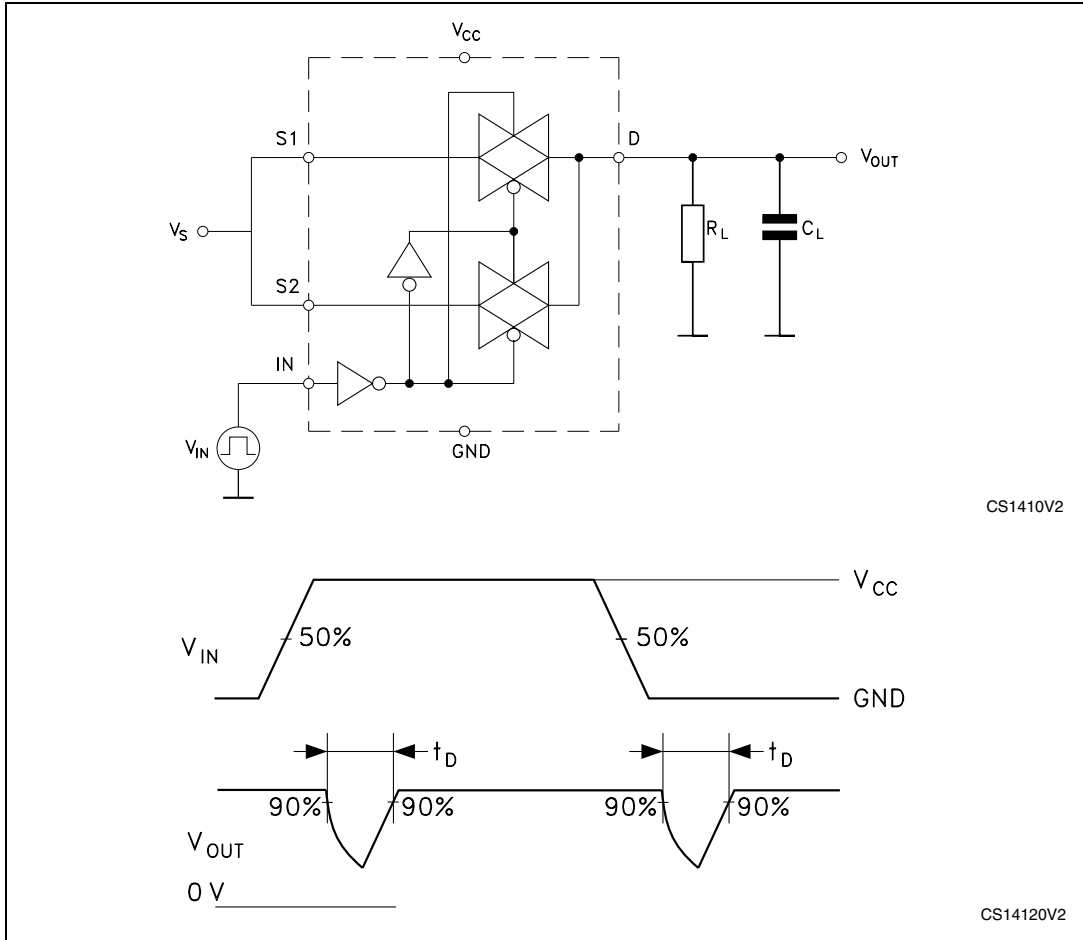 VCC
S1
D
VOUT
VS
RL
CL
S2
IN
VIN
GND
CS1410V2
VCC
50%
50%
VIN
GND
tD
tD
90%
90%
90%
90%
VOUT
0 V
CS14120V2